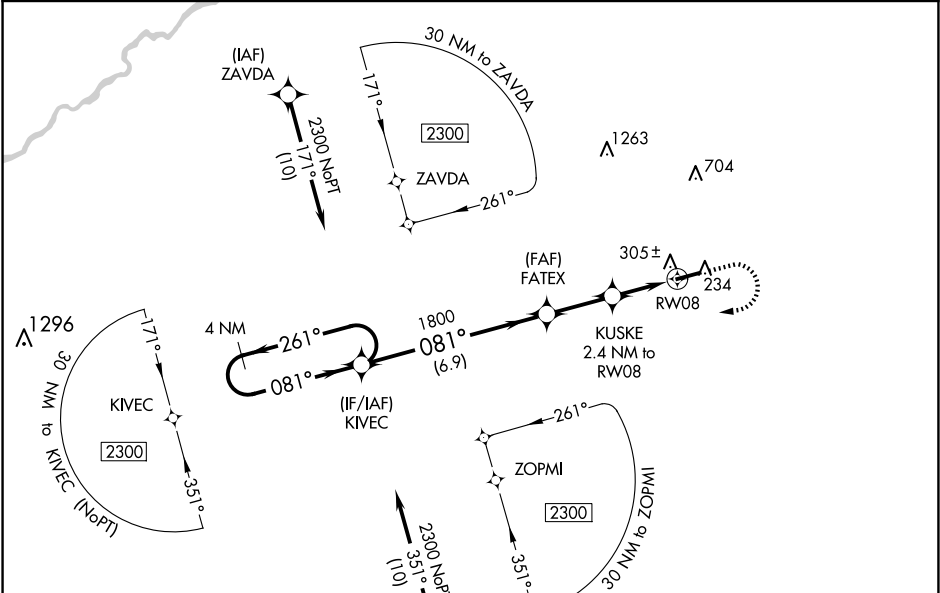 (IAF)
ZAVDA
2300 NoPT
171°
(10)
30 NM to ZAVDA
171°
2300
ZAVDA
261°
1263
704
(FAF)
FATEX
305±
234
RW08
KUSKE
2.4 NM to
RW08
1800
081°
(6.9)
4 NM
261°
081°
(IF/IAF)
KIVEC
1296
171°
KIVEC
2300
351°
30 NM to KIVEC (NoPT)
261°
ZOPMI
2300
351°
30 NM to ZOPMI
2300 NoPT
351°
(10)